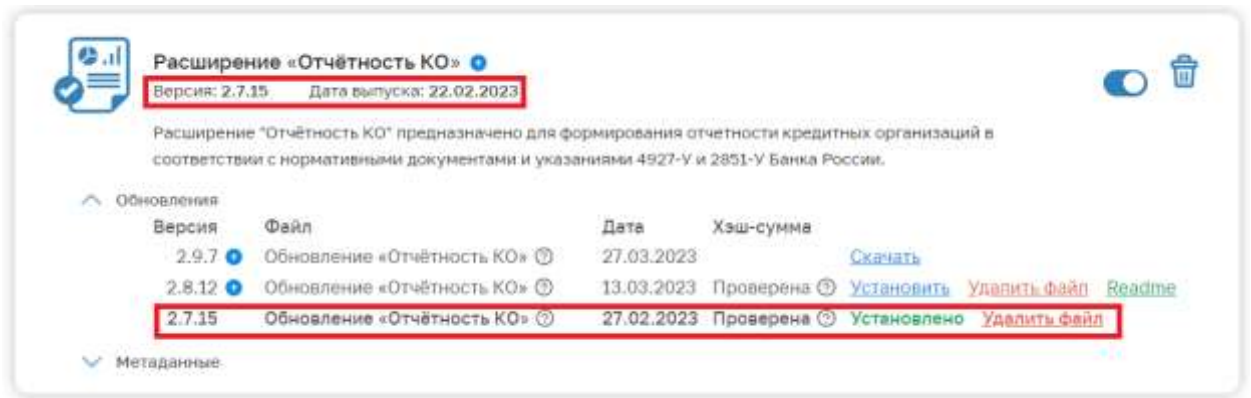 Расширение «Отчётность КО»
Версия: 2.7.15 Дата выпуска: 22.02.2023
Расширение "Отчётность КО" предназначено для формирования отчетности кредитных организаций в
соответствии с нормативными документами и указаниями 4927-У и 2851-У Банка России.
Обновления
Версия Файл Дата Хэш-сумма
2.9.7 Обновление «Отчётность КО» 27.03.2023 Скачать
2.8.12 Обновление «Отчётность КО» 13.03.2023 Проверена Установить Удалить файл Readme
2.7.15 Обновление «Отчётность КО» 27.02.2023 Проверена Установлено Удалить файл
Метаданные